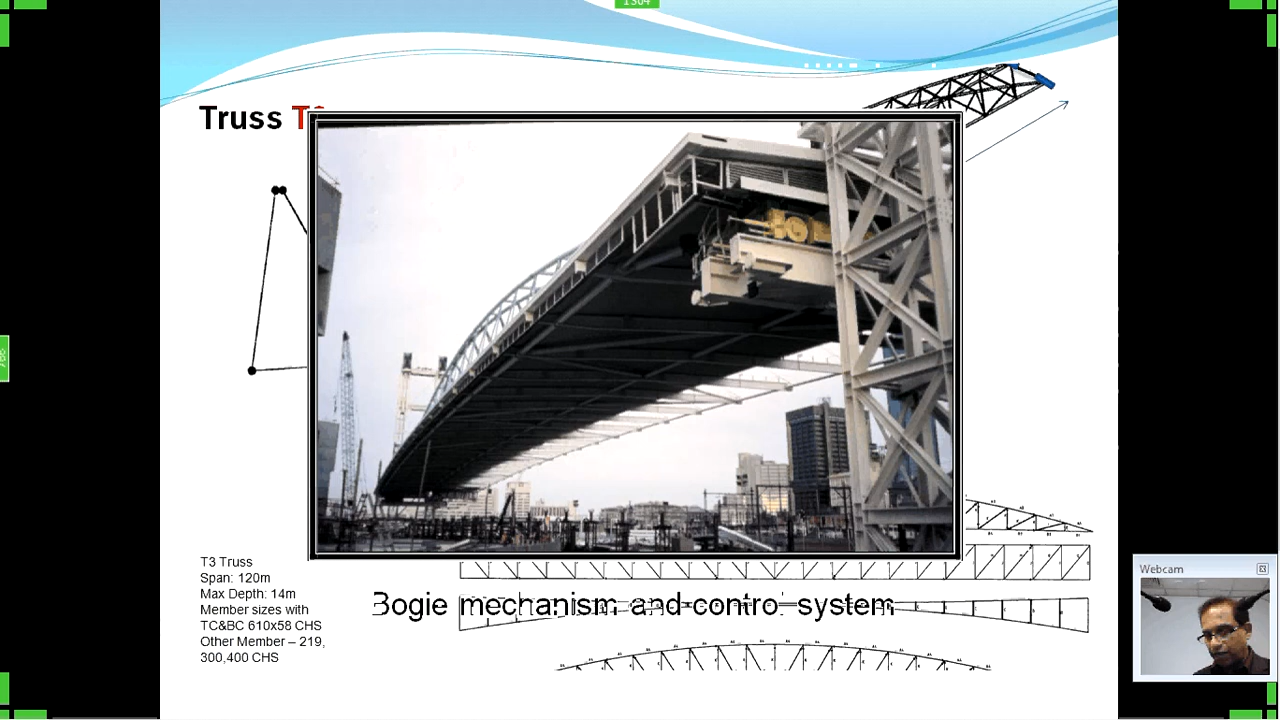 1304
Truss
T3 Truss
Span: 120m
Max Depth: 14m
Member sizes with
TC&BC 610x58 CHS
Other Member – 219,
300,400 CHS
Bogie mechanism and control system
Webcam